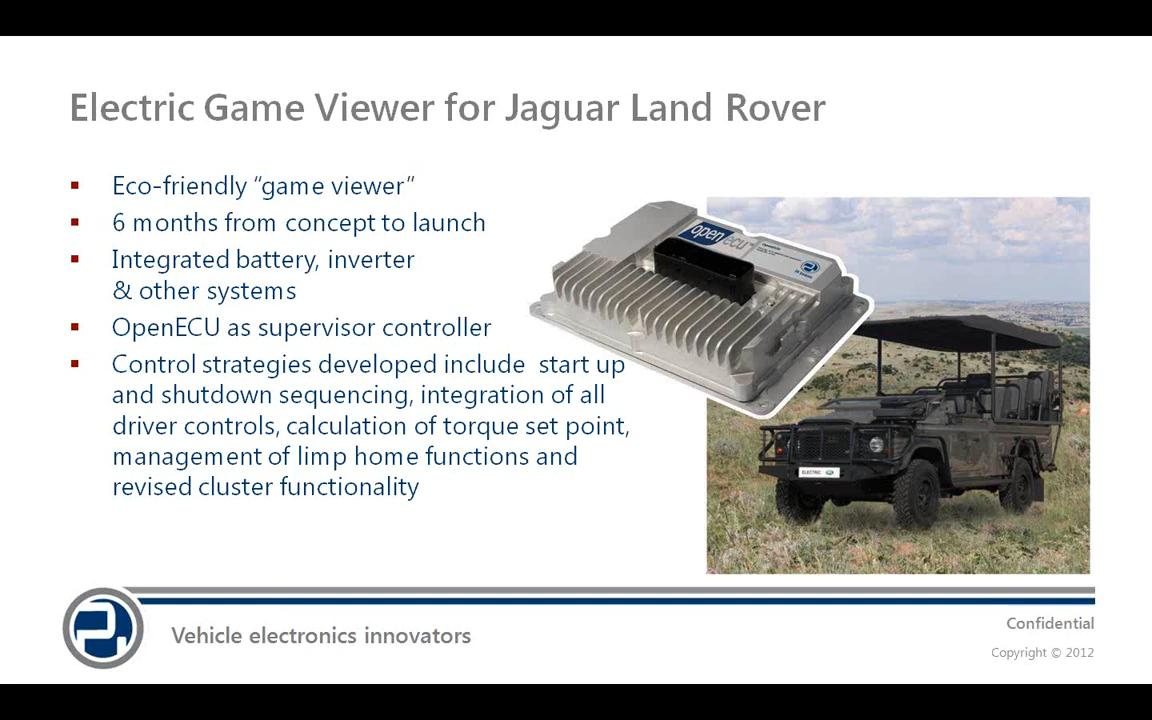 Electric Game Viewer for Jaguar Land Rover
Eco-friendly “game viewer”
6 months from concept to launch
Integrated battery, inverter
& other systems
OpenECU as supervisor controller
Control strategies developed include start up
and shutdown sequencing, integration of all
driver controls, calculation of torque set point,
management of limp home functions and
revised cluster functionality
openecu
ELECTRIC
Vehicle electronics innovators
Confidential
Copyright © 2012